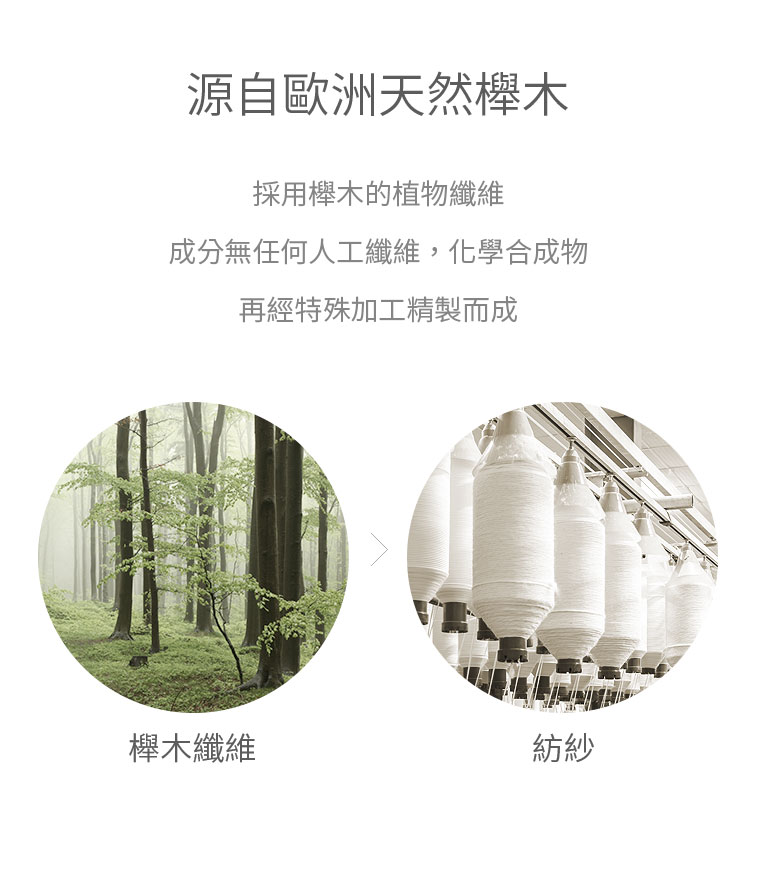 源自歐洲天然櫸木
採用櫸木的植物纖維
成分無任何人工纖維，化學合成物
再經特殊加工精製而成
櫸木纖維
紡紗